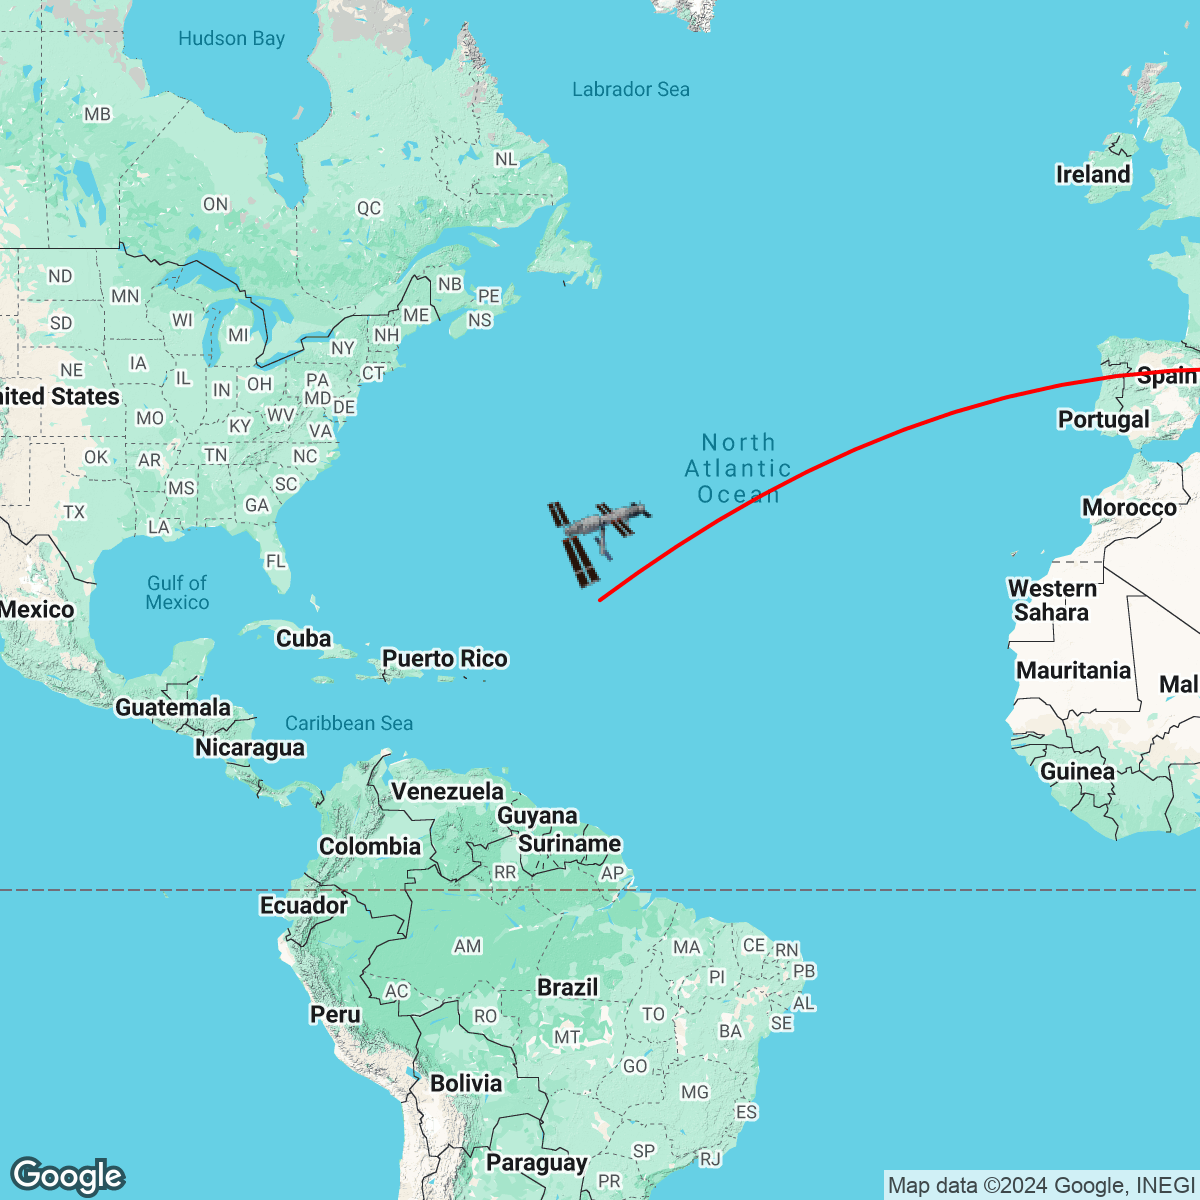 Hudson Bay
Labrador Sea
MB
NL
Ireland
ON
QC
ND
MN
NB
PE
SD
WI
MI
ME
NS
NH
NY
NE
IA
IL
IN
OH
PA
CT
Spain
nited States
MD
DE
MO
KY
WV
VA
Portugal
North
Atlantic
Ocean
OK
AR
TN
NC
MS
SC
TX
LA
GA
Morocco
FL
Gulf of
Mexico
Western
Sahara
Mexico
Cuba
Puerto Rico
Mauritania
Mal
Guatemala
Caribbean Sea
Nicaragua
Guinea
Venezuela
Guyana
Suriname
Colombia
RR
AP
Ecuador
AM
MA
CE
RN
PI
PB
AC
Brazil
TO
AL
Peru
RO
MT
BA
SE
GO
Bolivia
MG
ES
SP
RJ
Paraguay
PR
Google
Map data ©2024 Google, INEGI